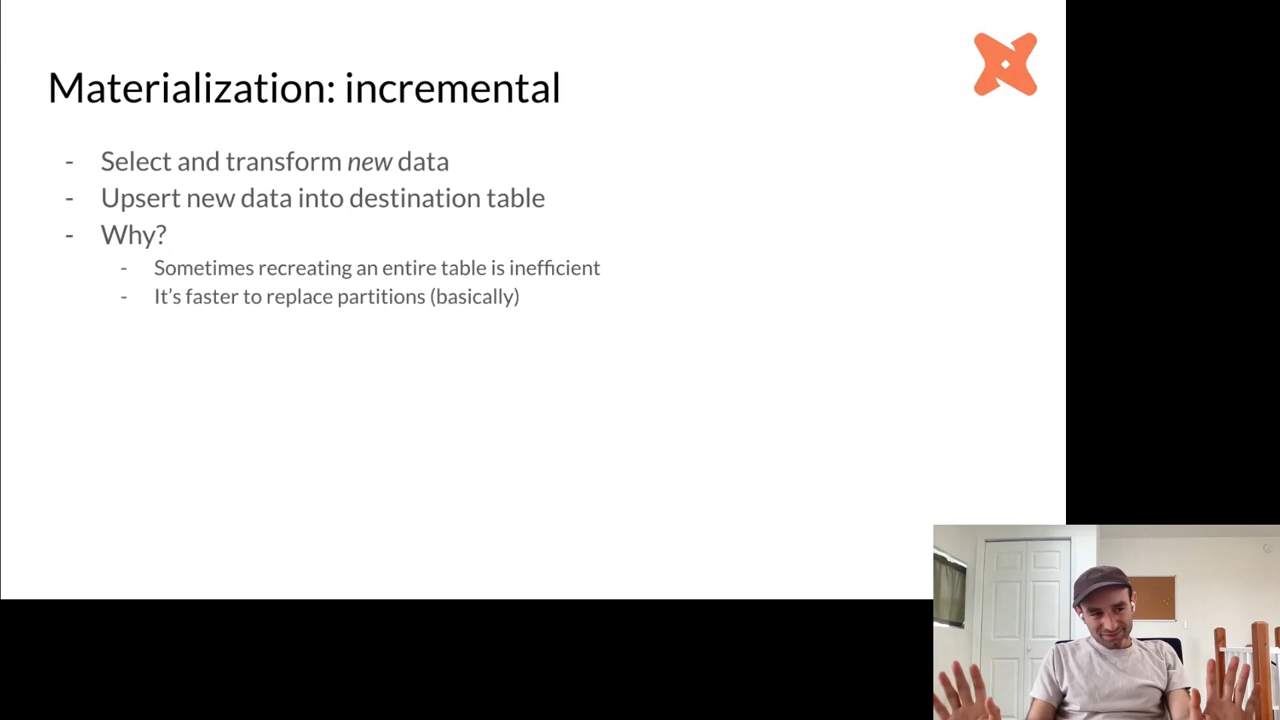 Materialization: incremental
- Select and transform new data
- Upsert new data into destination table
- Why?
- Sometimes recreating an entire table is inefficient
- It’s faster to replace partitions (basically)